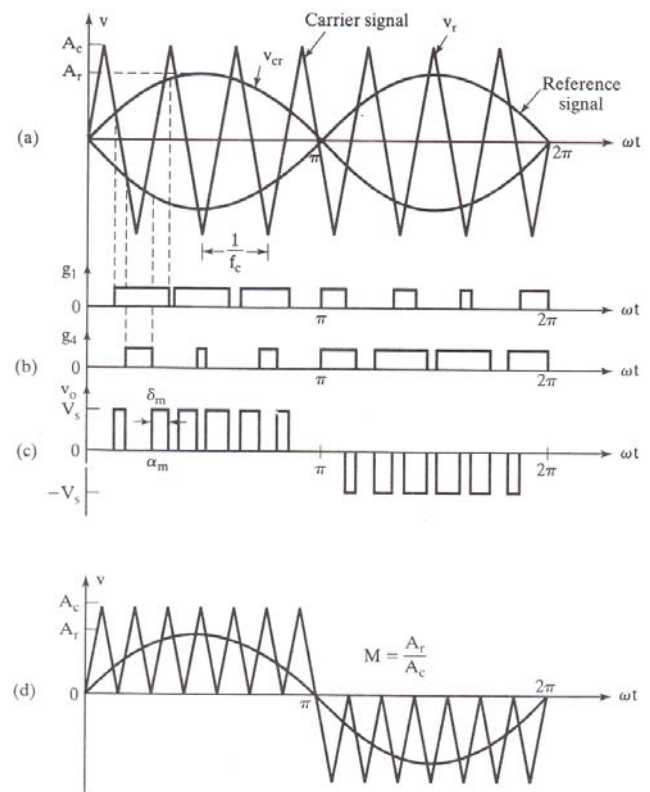 v
Carrier signal
v_r
A_c
v_cr
A_r
Reference
signal
(a)
π
2π
ωt
1/f_c
g_1
0
π
2π
ωt
g_4
(b)
0
π
2π
ωt
v_o
V_s
δ_m
(c)
0
π
2π
ωt
α_m
−V_s
v
A_c
A_r
M = A_r/A_c
(d)
0
π
2π
ωt